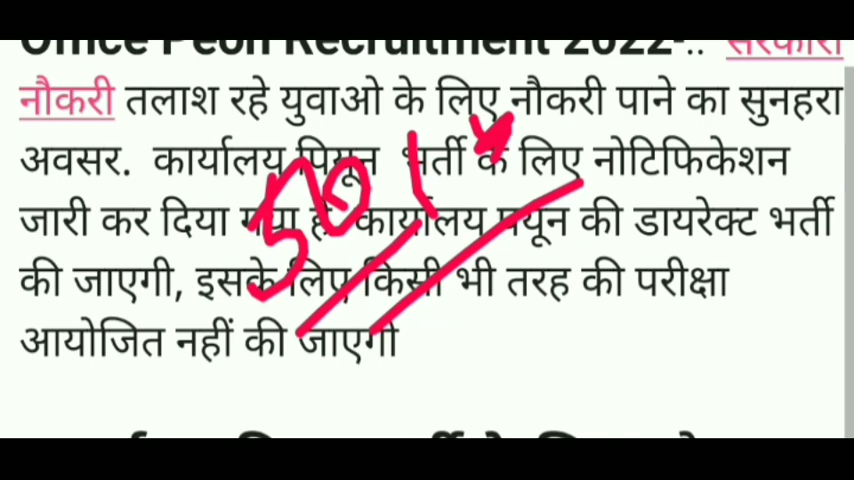 Office Peon Recruitment 2022-.. सरकारी
नौकरी तलाश रहे युवाओ के लिए नौकरी पाने का सुनहरा
अवसर. कार्यालय पियून भर्ती के लिए नोटिफिकेशन
जारी कर दिया गया है. कार्यालय पयून की डायरेक्ट भर्ती
की जाएगी, इसके लिए किसी भी तरह की परीक्षा
आयोजित नहीं की जाएगी